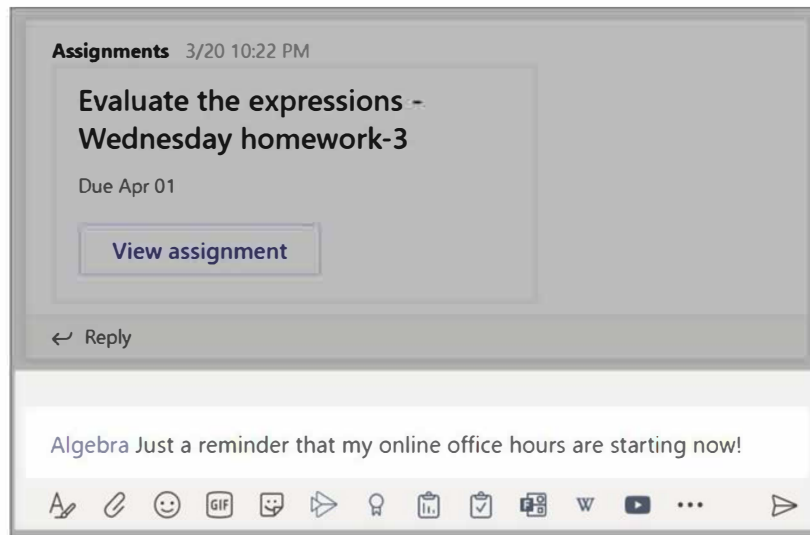 Assignments 3/20 10:22 PM
Evaluate the expressions -
Wednesday homework-3
Due Apr 01
View assignment
Reply
Algebra Just a reminder that my online office hours are starting now!
GIF
W